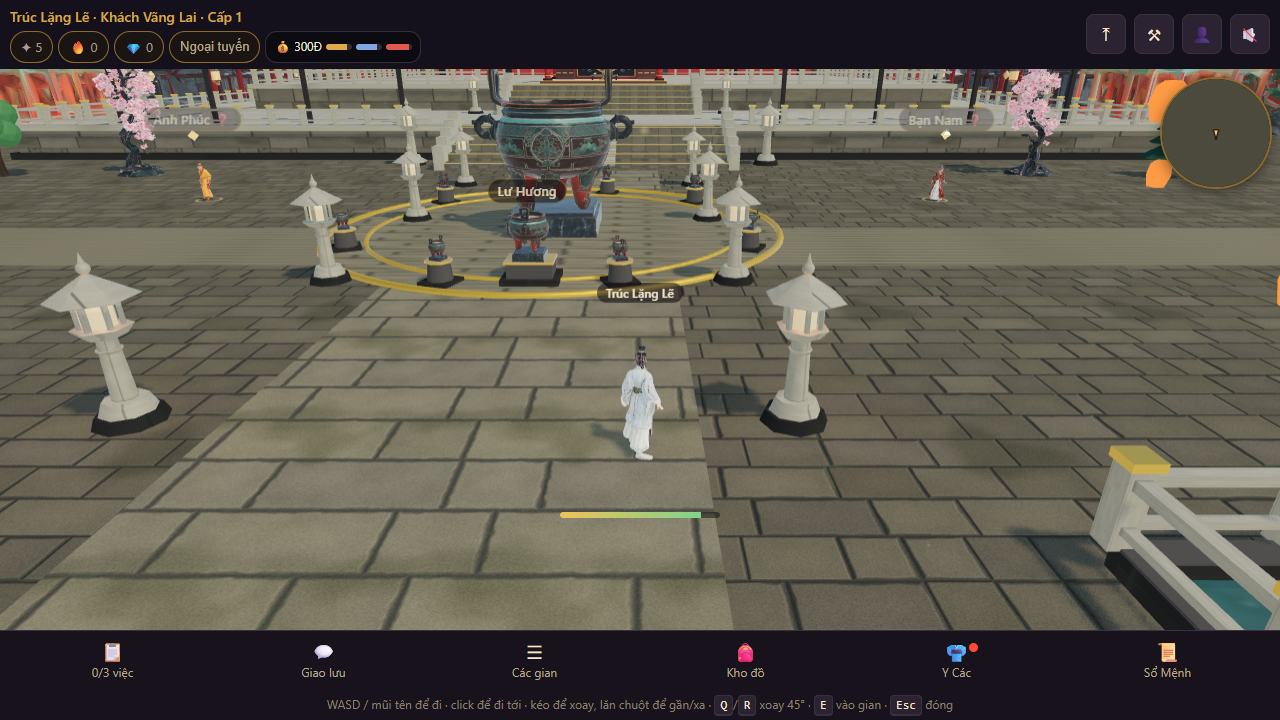 Trúc Lặng Lẽ · Khách Vãng Lai · Cấp 1
✦ 5
0
0
Ngoại tuyến
300Đ
Anh Phúc ❓
Bạn Nam ❓
Lư Hương
Trúc Lặng Lẽ
0/3 việc
Giao lưu
Các gian
Kho đồ
Y Các
Sổ Mệnh
WASD / mũi tên để đi · click để đi tới · kéo để xoay, lăn chuột để gần/xa · Q / R xoay 45° · E vào gian · Esc đóng